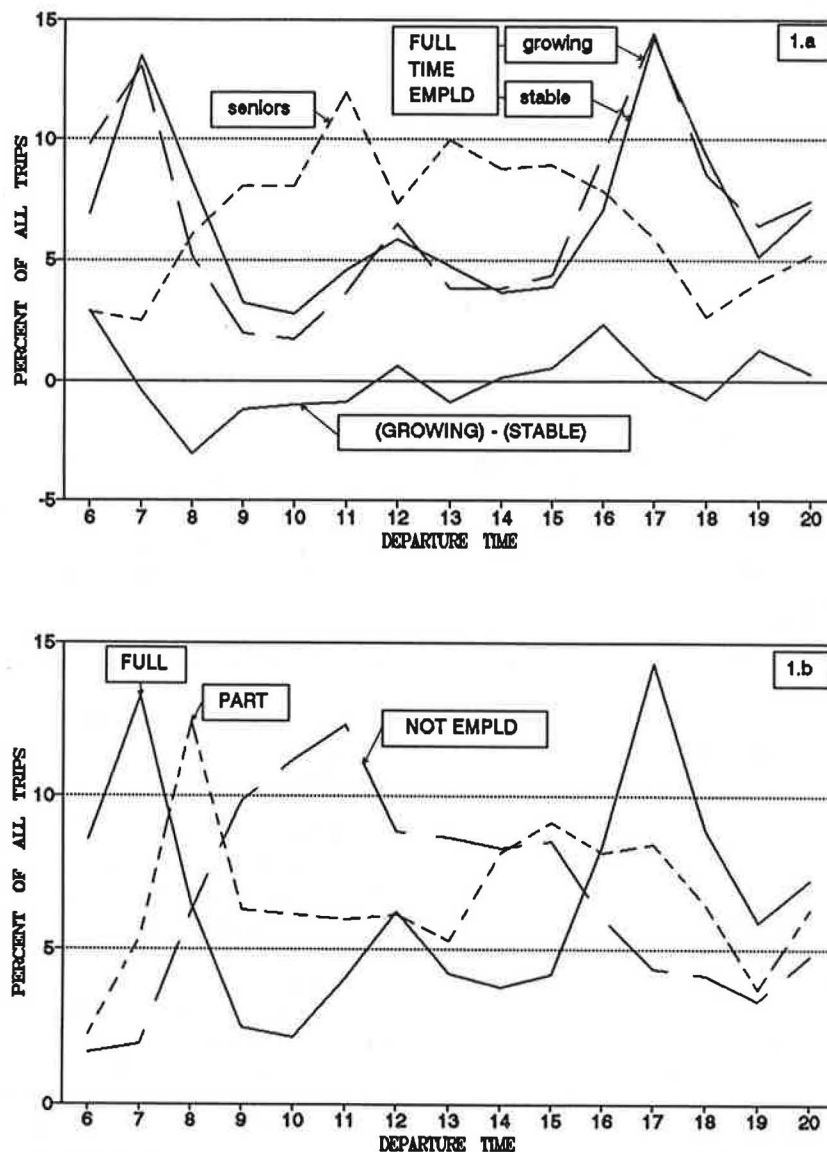 15
10
5
0
-5
PERCENT OF ALL TRIPS
FULL
TIME
EMPLD
growing
stable
1.a
seniors
(GROWING) - (STABLE)
6 7 8 9 10 11 12 13 14 15 16 17 18 19 20
DEPARTURE TIME
15
10
5
0
PERCENT OF ALL TRIPS
FULL
PART
NOT EMPLD
1.b
6 7 8 9 10 11 12 13 14 15 16 17 18 19 20
DEPARTURE TIME